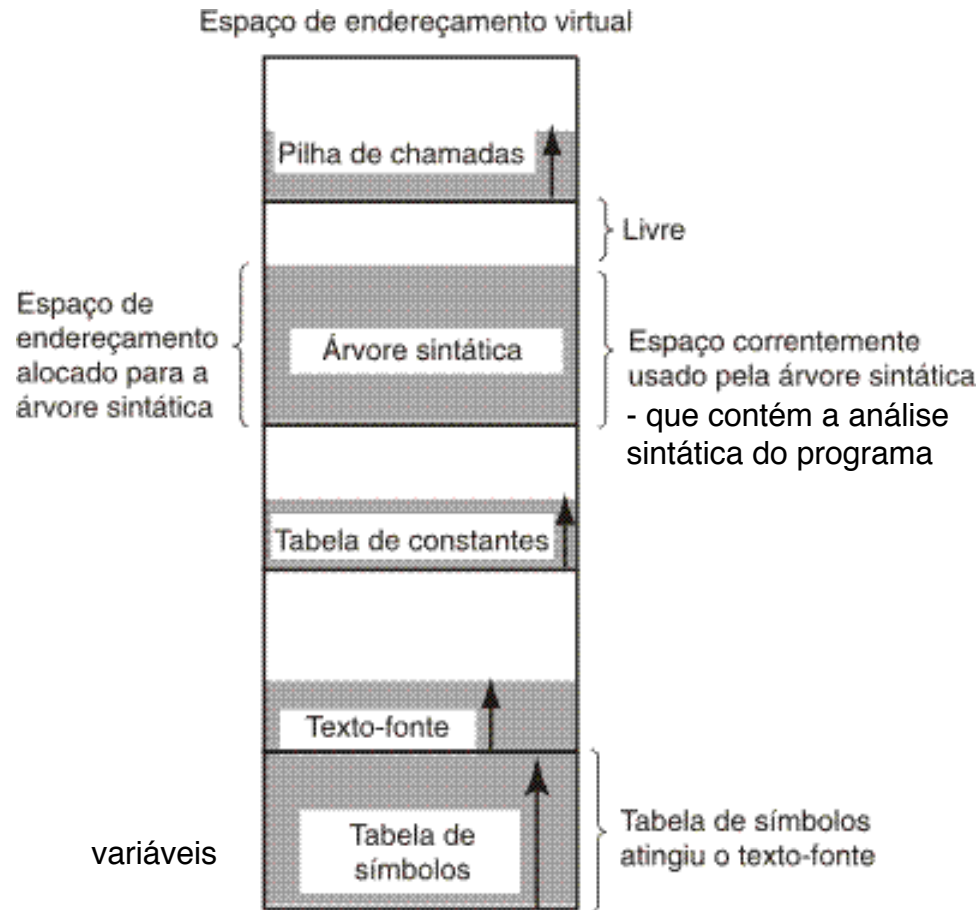 Espaço de endereçamento virtual
Pilha de chamadas
Livre
Espaço de
endereçamento
alocado para a
árvore sintática
Árvore sintática
Espaço correntemente
usado pela árvore sintática
- que contém a análise
sintática do programa
Tabela de constantes
Texto-fonte
variáveis
Tabela de
símbolos
Tabela de símbolos
atingiu o texto-fonte